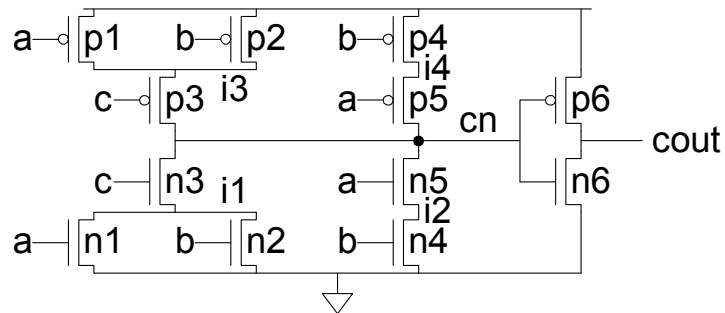 a p1 b p2 b p4
i4
c p3 i3 a p5 cn p6
cout
c n3 i1 a n5 n6
i2
a n1 b n2 b n4